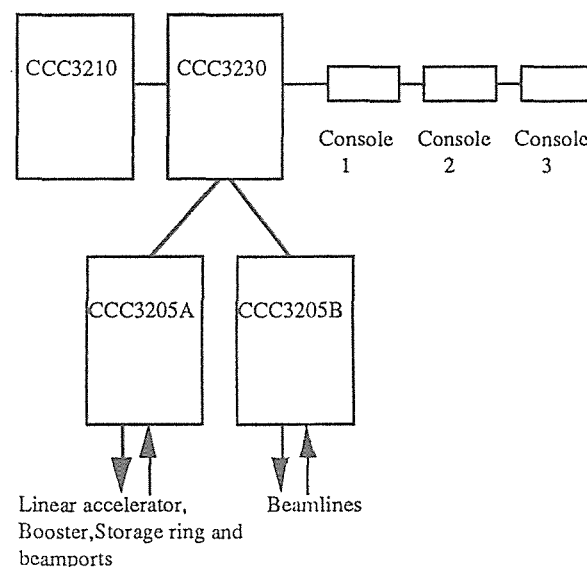 CCC3210
CCC3230
Console
1
Console
2
Console
3
CCC3205A
CCC3205B
Linear accelerator,
Booster,Storage ring and
beamports
Beamlines